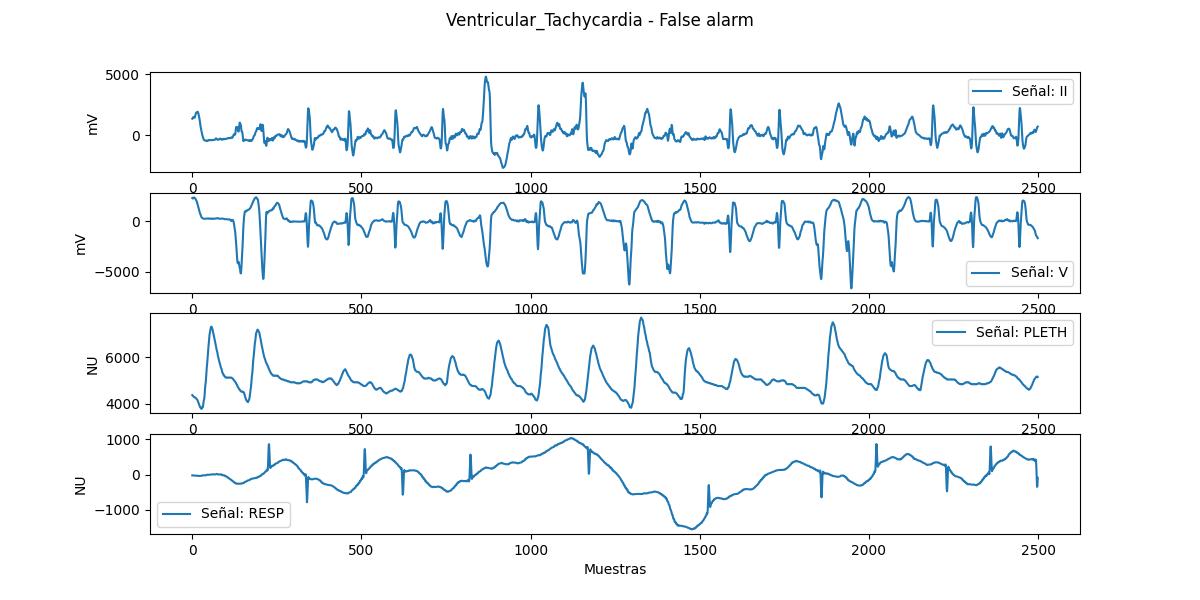 Ventricular_Tachycardia - False alarm
5000
0
mV
Señal: II
0 500 1000 1500 2000 2500
0
−5000
mV
Señal: V
0 500 1000 1500 2000 2500
6000
4000
NU
Señal: PLETH
0 500 1000 1500 2000 2500
1000
0
−1000
NU
Señal: RESP
0 500 1000 1500 2000 2500
Muestras